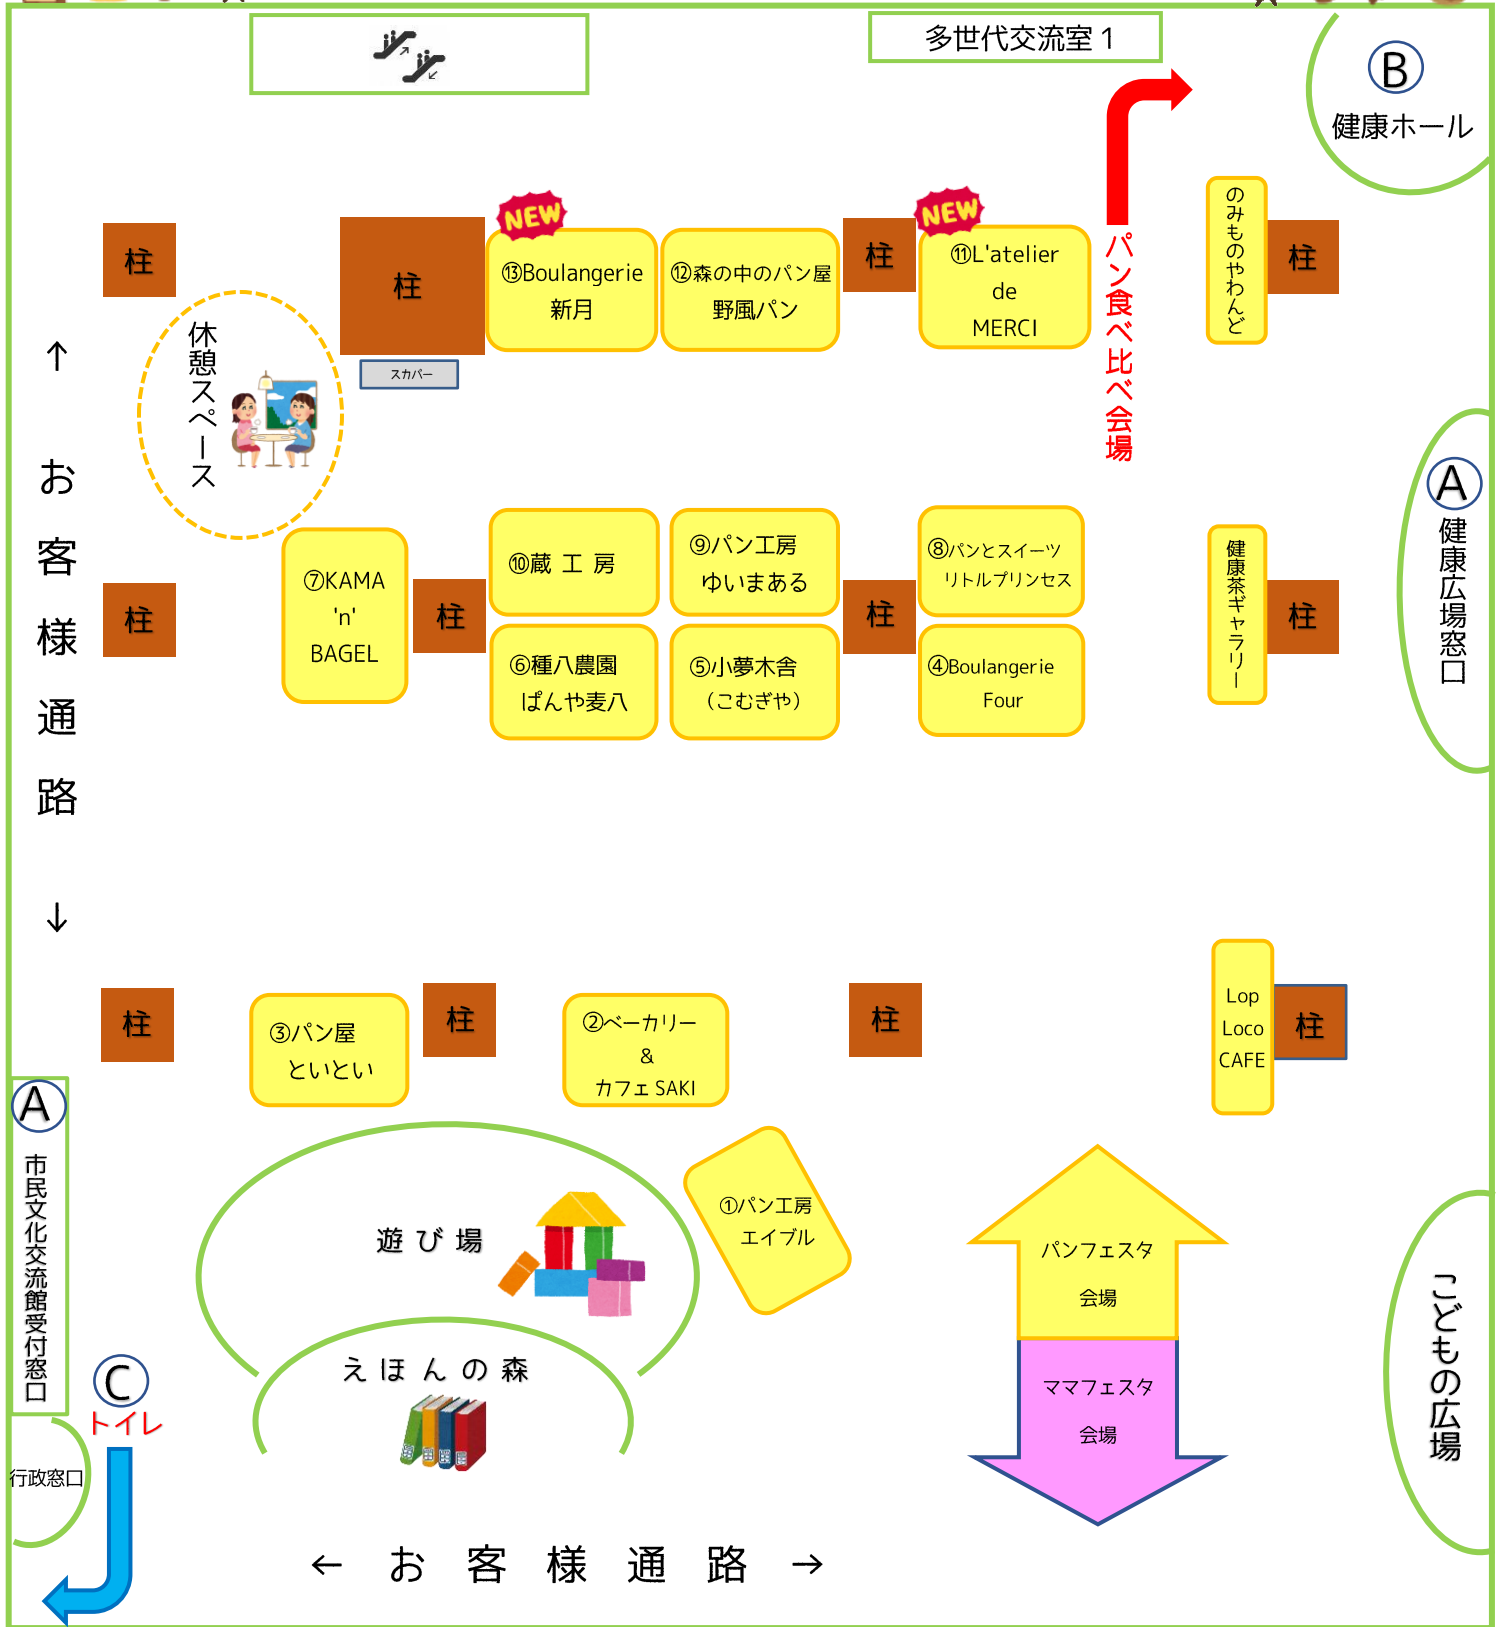 多世代交流室1
B
健康ホール
NEW
NEW
柱
柱
⑬Boulangerie
新月
⑫森の中のパン屋
野風パン
柱
⑪L'atelier
de
MERCI
のみものやわんど
柱
パン食べ比べ会場
スカパー
休憩スペース
↑
お客様通路
↓
A
健康広場窓口
柱
⑦KAMA
'n'
BAGEL
柱
⑩蔵工房
⑨パン工房
ゆいまある
柱
⑧パンとスイーツ
リトルプリンセス
健康茶ギャラリー
柱
⑥種八農園
ぱんや麦八
⑤小夢木舎
（こむぎや）
④Boulangerie
Four
柱
③パン屋
といとい
柱
②ベーカリー
&
カフェ SAKI
柱
Lop
Loco
CAFE
柱
A
市民文化交流館受付窓口
①パン工房
エイブル
遊び場
えほんの森
パンフェスタ
会場
ママフェスタ
会場
こどもの広場
C
トイレ
行政窓口
← お客様通路 →